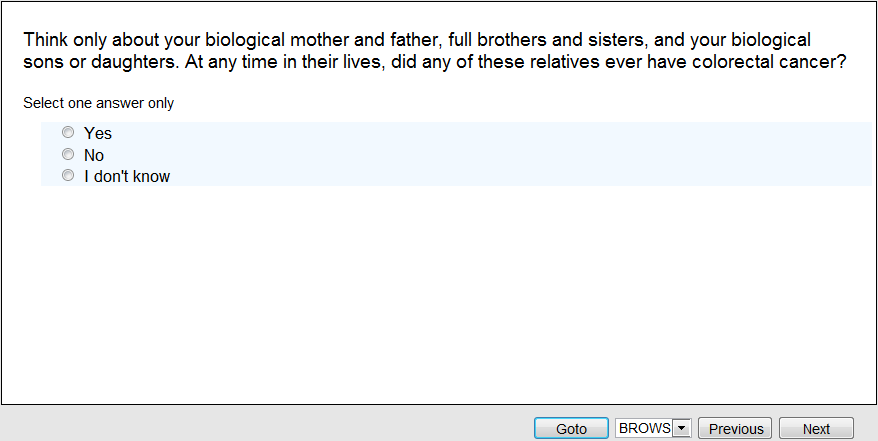 Think only about your biological mother and father, full brothers and sisters, and your biological
sons or daughters. At any time in their lives, did any of these relatives ever have colorectal cancer?
Select one answer only
Yes
No
I don't know
Goto BROWS Previous Next